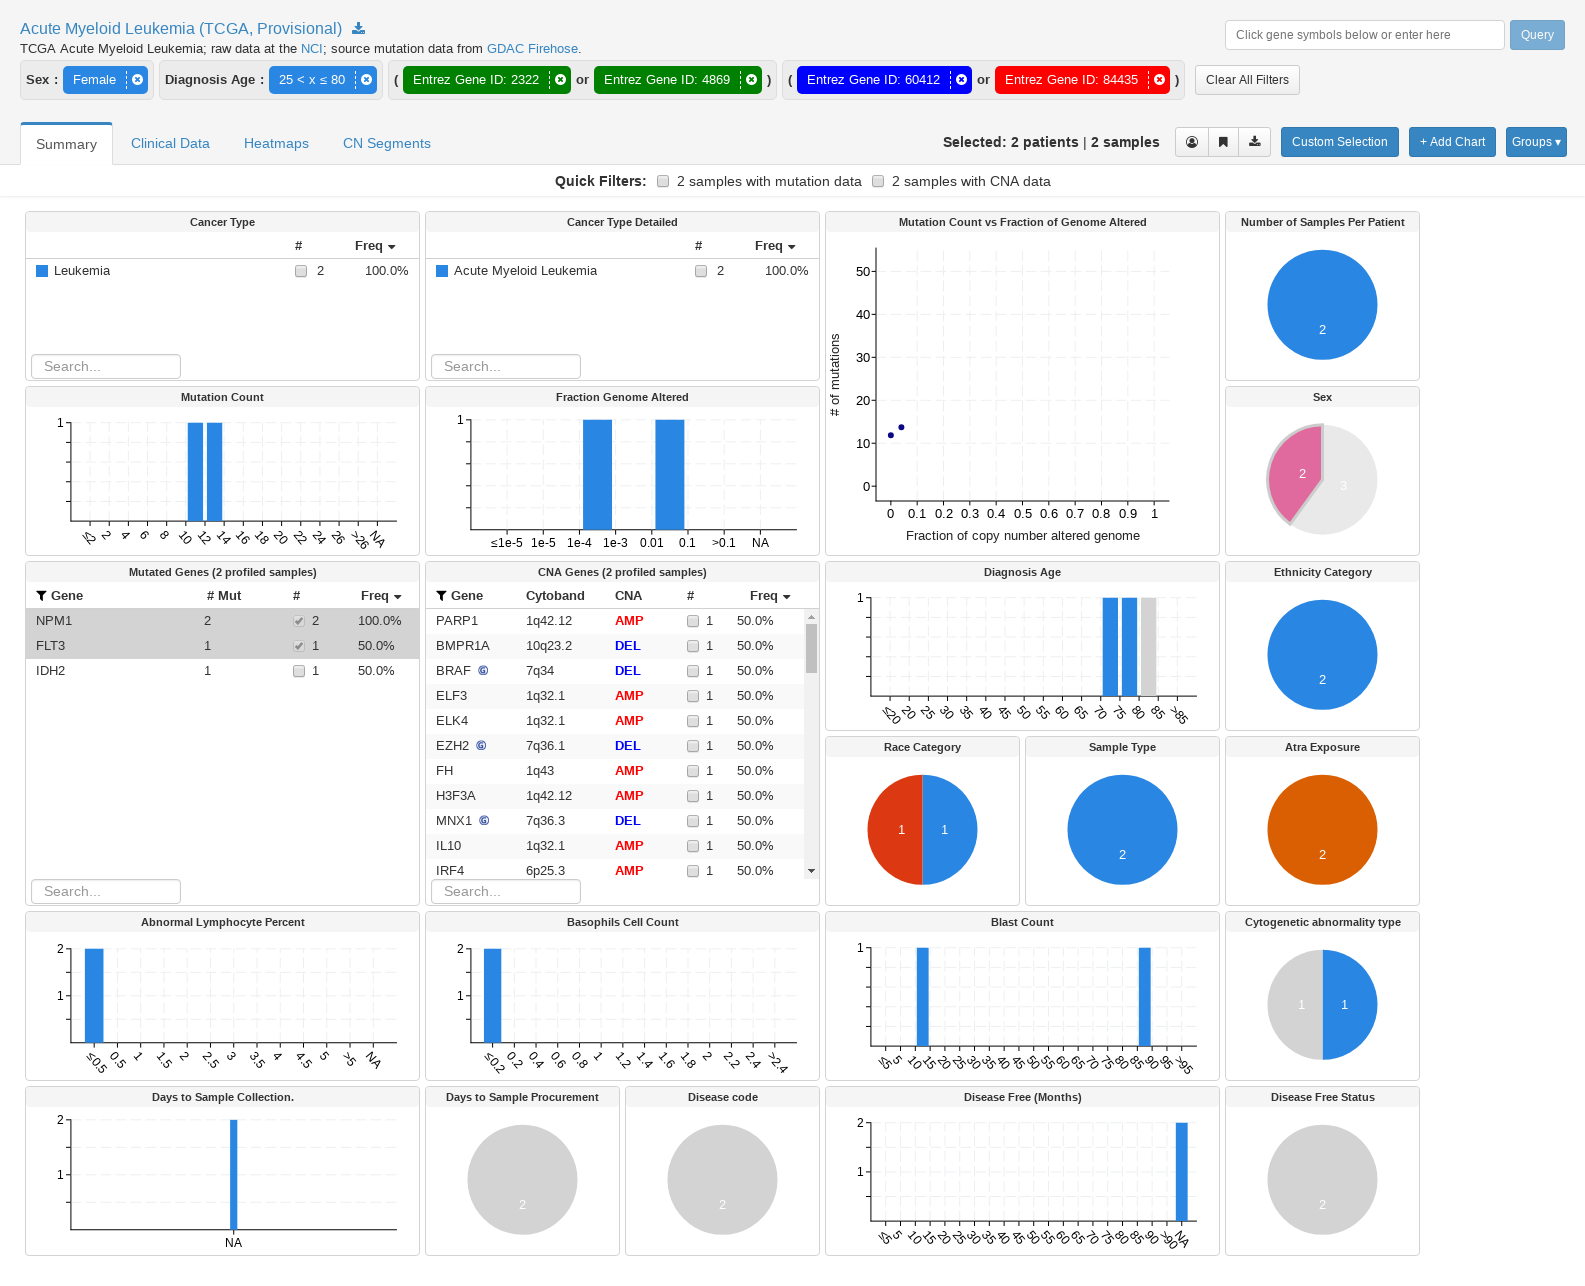 Acute Myeloid Leukemia (TCGA, Provisional)
Click gene symbols below or enter here
Query
TCGA Acute Myeloid Leukemia; raw data at the NCI; source mutation data from GDAC Firehose.
Sex : Female Diagnosis Age : 25 < x ≤ 80 ( Entrez Gene ID: 2322 or Entrez Gene ID: 4869 ) ( Entrez Gene ID: 60412 or Entrez Gene ID: 84435 ) Clear All Filters
Summary Clinical Data Heatmaps CN Segments
Selected: 2 patients | 2 samples Custom Selection + Add Chart Groups ▾
Quick Filters: 2 samples with mutation data 2 samples with CNA data
Cancer Type
# Freq
Leukemia 2 100.0%
Search...
Cancer Type Detailed
# Freq
Acute Myeloid Leukemia 2 100.0%
Search...
Mutation Count vs Fraction of Genome Altered
# of mutations
50
40
30
20
10
0
0 0.1 0.2 0.3 0.4 0.5 0.6 0.7 0.8 0.9 1
Fraction of copy number altered genome
Number of Samples Per Patient
2
Mutation Count
1
≤2 2 4 6 8 10 12 14 16 18 20 22 24 26 >26 NA
Fraction Genome Altered
1
≤1e-5 1e-5 1e-4 1e-3 0.01 0.1 >0.1 NA
Sex
2 3
Mutated Genes (2 profiled samples)
Gene # Mut # Freq
NPM1 2 2 100.0%
FLT3 1 1 50.0%
IDH2 1 1 50.0%
Search...
CNA Genes (2 profiled samples)
Gene Cytoband CNA # Freq
PARP1 1q42.12 AMP 1 50.0%
BMPR1A 10q23.2 DEL 1 50.0%
BRAF G 7q34 DEL 1 50.0%
ELF3 1q32.1 AMP 1 50.0%
ELK4 1q32.1 AMP 1 50.0%
EZH2 G 7q36.1 DEL 1 50.0%
FH 1q43 AMP 1 50.0%
H3F3A 1q42.12 AMP 1 50.0%
MNX1 G 7q36.3 DEL 1 50.0%
IL10 1q32.1 AMP 1 50.0%
IRF4 6p25.3 AMP 1 50.0%
Search...
Diagnosis Age
1
≤20 20 25 30 35 40 45 50 55 60 65 70 75 80 85 >85
Ethnicity Category
2
Race Category
1 1
Sample Type
2
Atra Exposure
2
Abnormal Lymphocyte Percent
2
1
≤0.5 0.5 1 1.5 2 2.5 3 3.5 4 4.5 5 >5 NA
Basophils Cell Count
2
1
≤0.2 0.2 0.4 0.6 0.8 1 1.2 1.4 1.6 1.8 2 2.2 2.4 >2.4
Blast Count
1
≤5 5 10 15 20 25 30 35 40 45 50 55 60 65 70 75 80 85 90 95 >95
Cytogenetic abnormality type
1 1
Days to Sample Collection.
2
1
NA
Days to Sample Procurement
2
Disease code
2
Disease Free (Months)
2
1
≤5 5 10 15 20 25 30 35 40 45 50 55 60 65 70 75 80 85 90 >90 NA
Disease Free Status
2